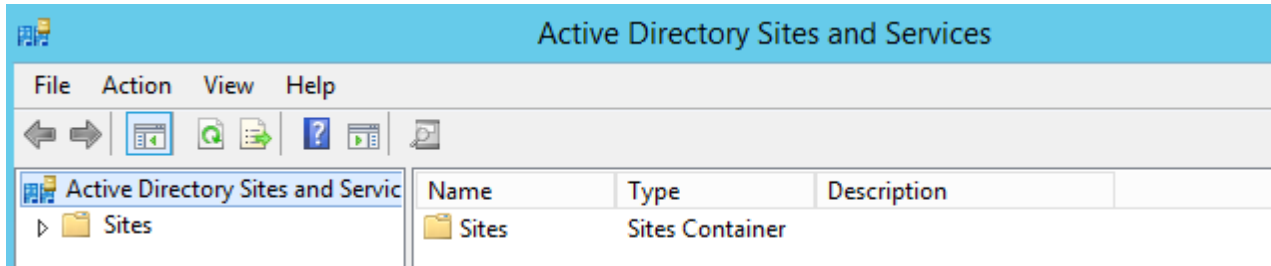 Active Directory Sites and Services
File Action View Help
Active Directory Sites and Servic
Name Type Description
Sites
Sites Sites Container